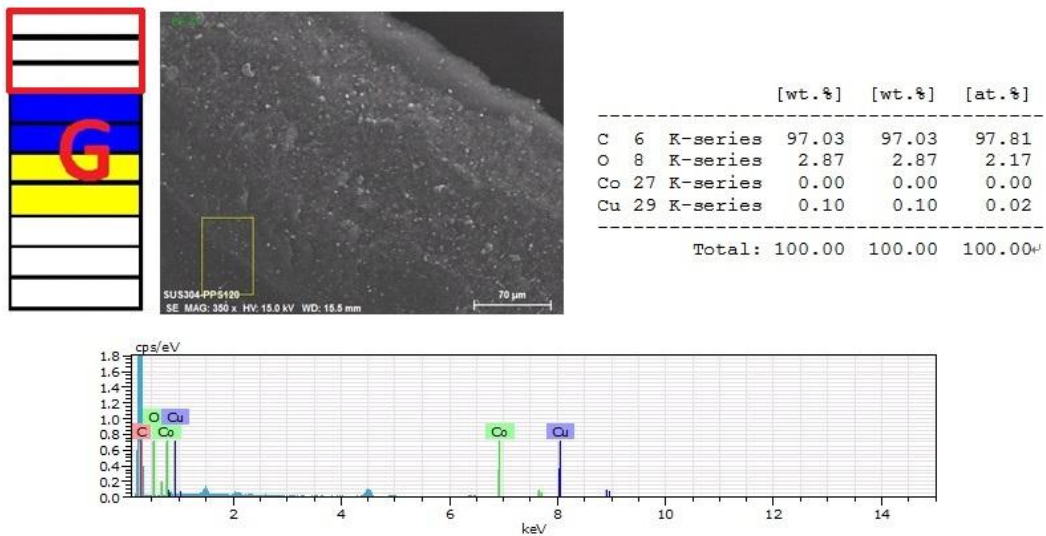 G
SUS304-PPS120
SE MAG: 350 x HV: 15.0 kV WD: 15.5 mm
70 µm
[wt.%] [wt.%] [at.%]
C 6 K-series 97.03 97.03 97.81
O 8 K-series 2.87 2.87 2.17
Co 27 K-series 0.00 0.00 0.00
Cu 29 K-series 0.10 0.10 0.02
Total: 100.00 100.00 100.00↵
cps/eV
1.8
1.6
1.4
1.2
1.0
0.8
0.6
0.4
0.2
0.0
O Cu
C Co
Co
Cu
2 4 6 8 10 12 14
keV